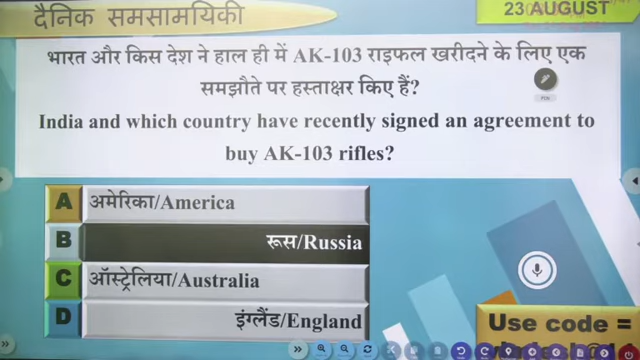 दैनिक समसामयिकी
23 AUGUST
भारत और किस देश ने हाल ही में AK-103 राइफल खरीदने के लिए एक
समझौते पर हस्ताक्षर किए हैं?
India and which country have recently signed an agreement to
buy AK-103 rifles?
A अमेरिका/America
B रूस/Russia
C ऑस्ट्रेलिया/Australia
D इंग्लैंड/England
Use code =